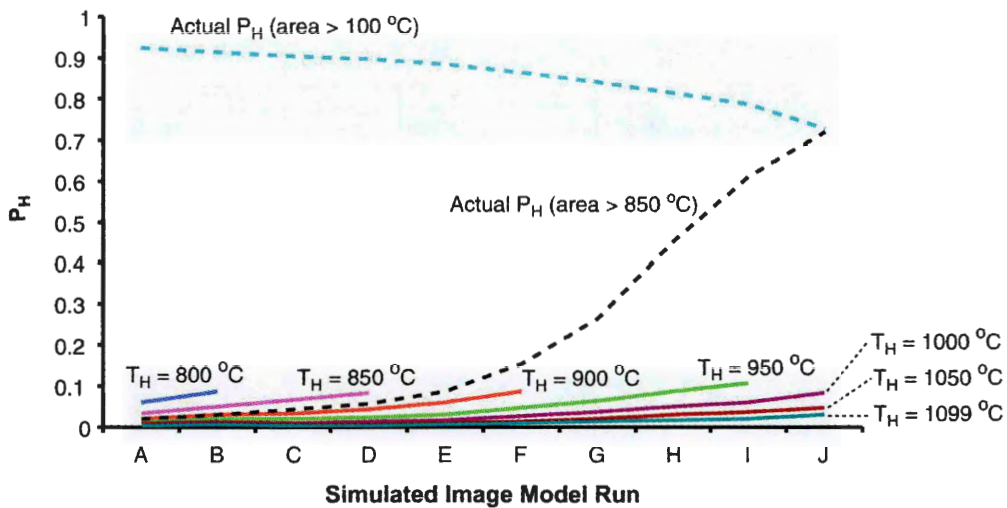 1
Actual P_H (area > 100 °C)
0.9
0.8
0.7
0.6
Actual P_H (area > 850 °C)
P_H
0.5
0.4
0.3
0.2
T_H = 1000 °C
T_H = 800 °C
T_H = 850 °C
T_H = 900 °C
T_H = 950 °C
T_H = 1050 °C
0.1
T_H = 1099 °C
0
A B C D E F G H I J
Simulated Image Model Run